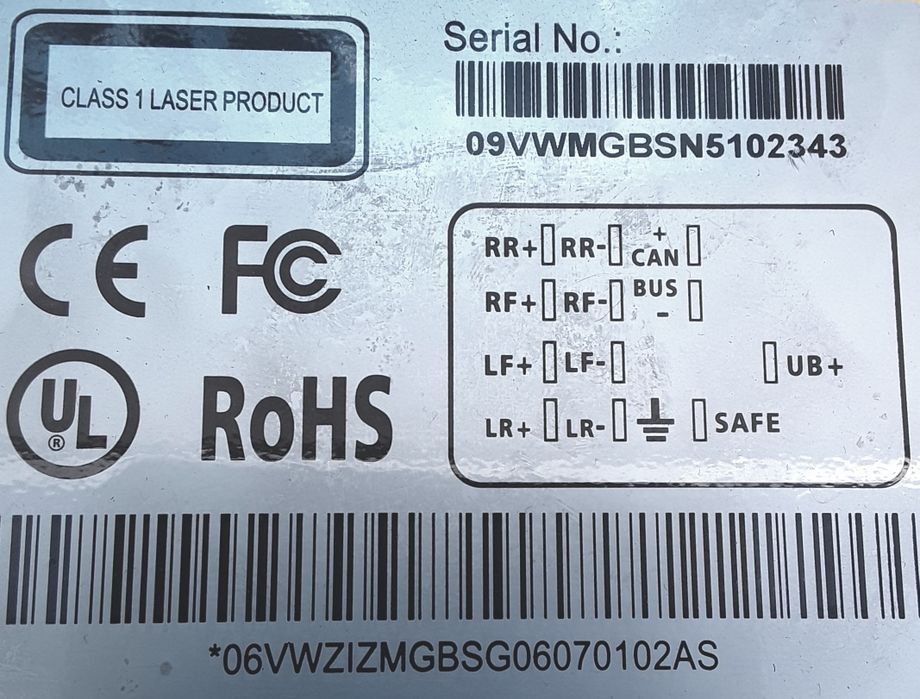 CLASS 1 LASER PRODUCT
Serial No.:
09VWMGBSN5102343
CE FC
UL ®
RoHS
RR+ RR- + CAN
RF+ RF- BUS -
LF+ LF- UB+
LR+ LR- SAFE
*06VWZIZMGBSG06070102AS